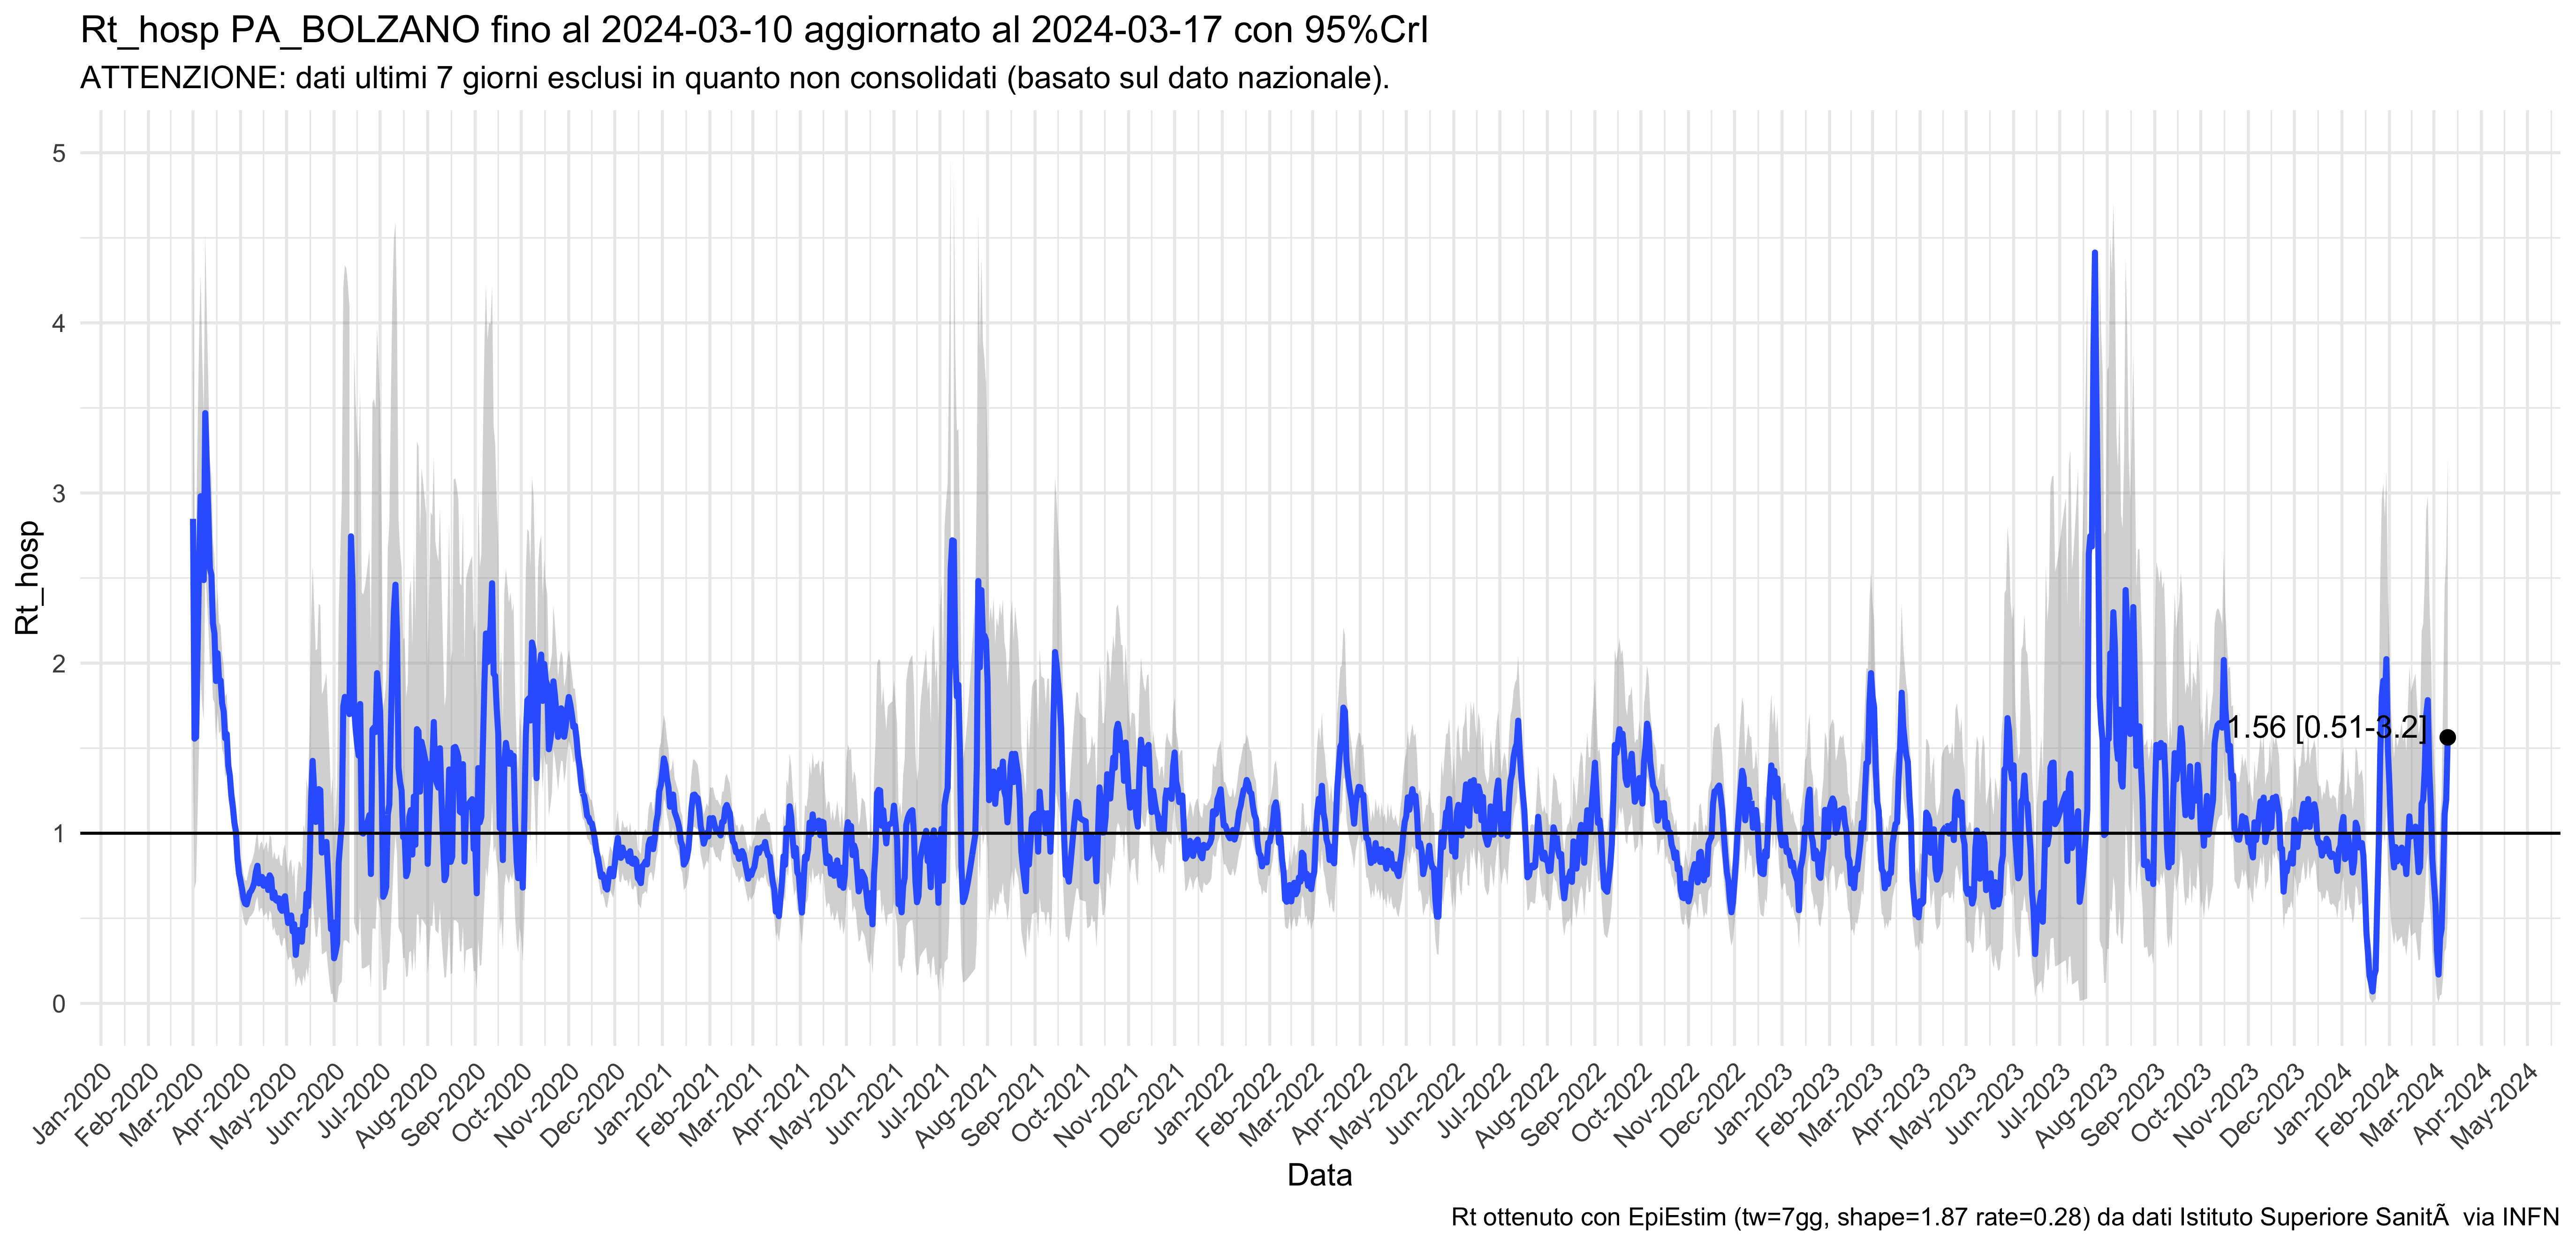 Rt_hosp PA_BOLZANO fino al 2024-03-10 aggiornato al 2024-03-17 con 95%CrI
ATTENZIONE: dati ultimi 7 giorni esclusi in quanto non consolidati (basato sul dato nazionale).
5
4
3
2
1
0
Rt_hosp
1.56 [0.51-3.2]
Jan-2020
Feb-2020
Mar-2020
Apr-2020
May-2020
Jun-2020
Jul-2020
Aug-2020
Sep-2020
Oct-2020
Nov-2020
Dec-2020
Jan-2021
Feb-2021
Mar-2021
Apr-2021
May-2021
Jun-2021
Jul-2021
Aug-2021
Sep-2021
Oct-2021
Nov-2021
Dec-2021
Jan-2022
Feb-2022
Mar-2022
Apr-2022
May-2022
Jun-2022
Jul-2022
Aug-2022
Sep-2022
Oct-2022
Nov-2022
Dec-2022
Jan-2023
Feb-2023
Mar-2023
Apr-2023
May-2023
Jun-2023
Jul-2023
Aug-2023
Sep-2023
Oct-2023
Nov-2023
Dec-2023
Jan-2024
Feb-2024
Mar-2024
Apr-2024
May-2024
Data
Rt ottenuto con EpiEstim (tw=7gg, shape=1.87 rate=0.28) da dati Istituto Superiore SanitÃ  via INFN